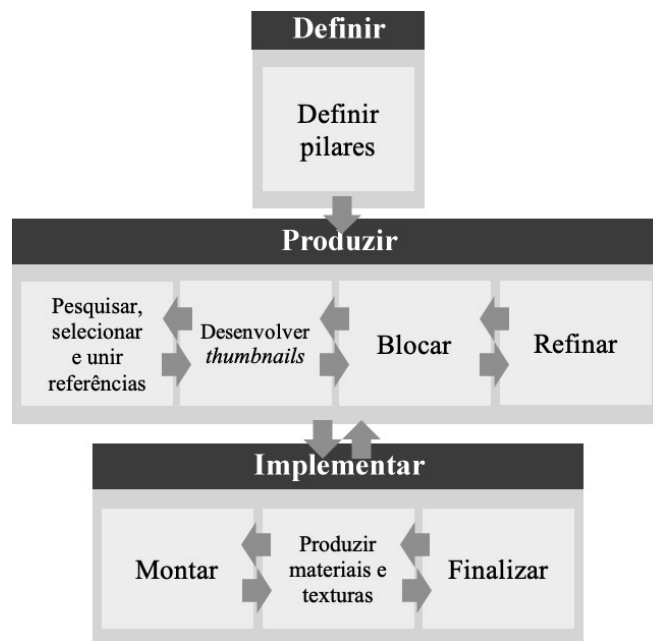 Definir
Definir
pilares
Produzir
Pesquisar,
selecionar
e unir
referências
Desenvolver
thumbnails
Blocar
Refinar
Implementar
Montar
Produzir
materiais e
texturas
Finalizar